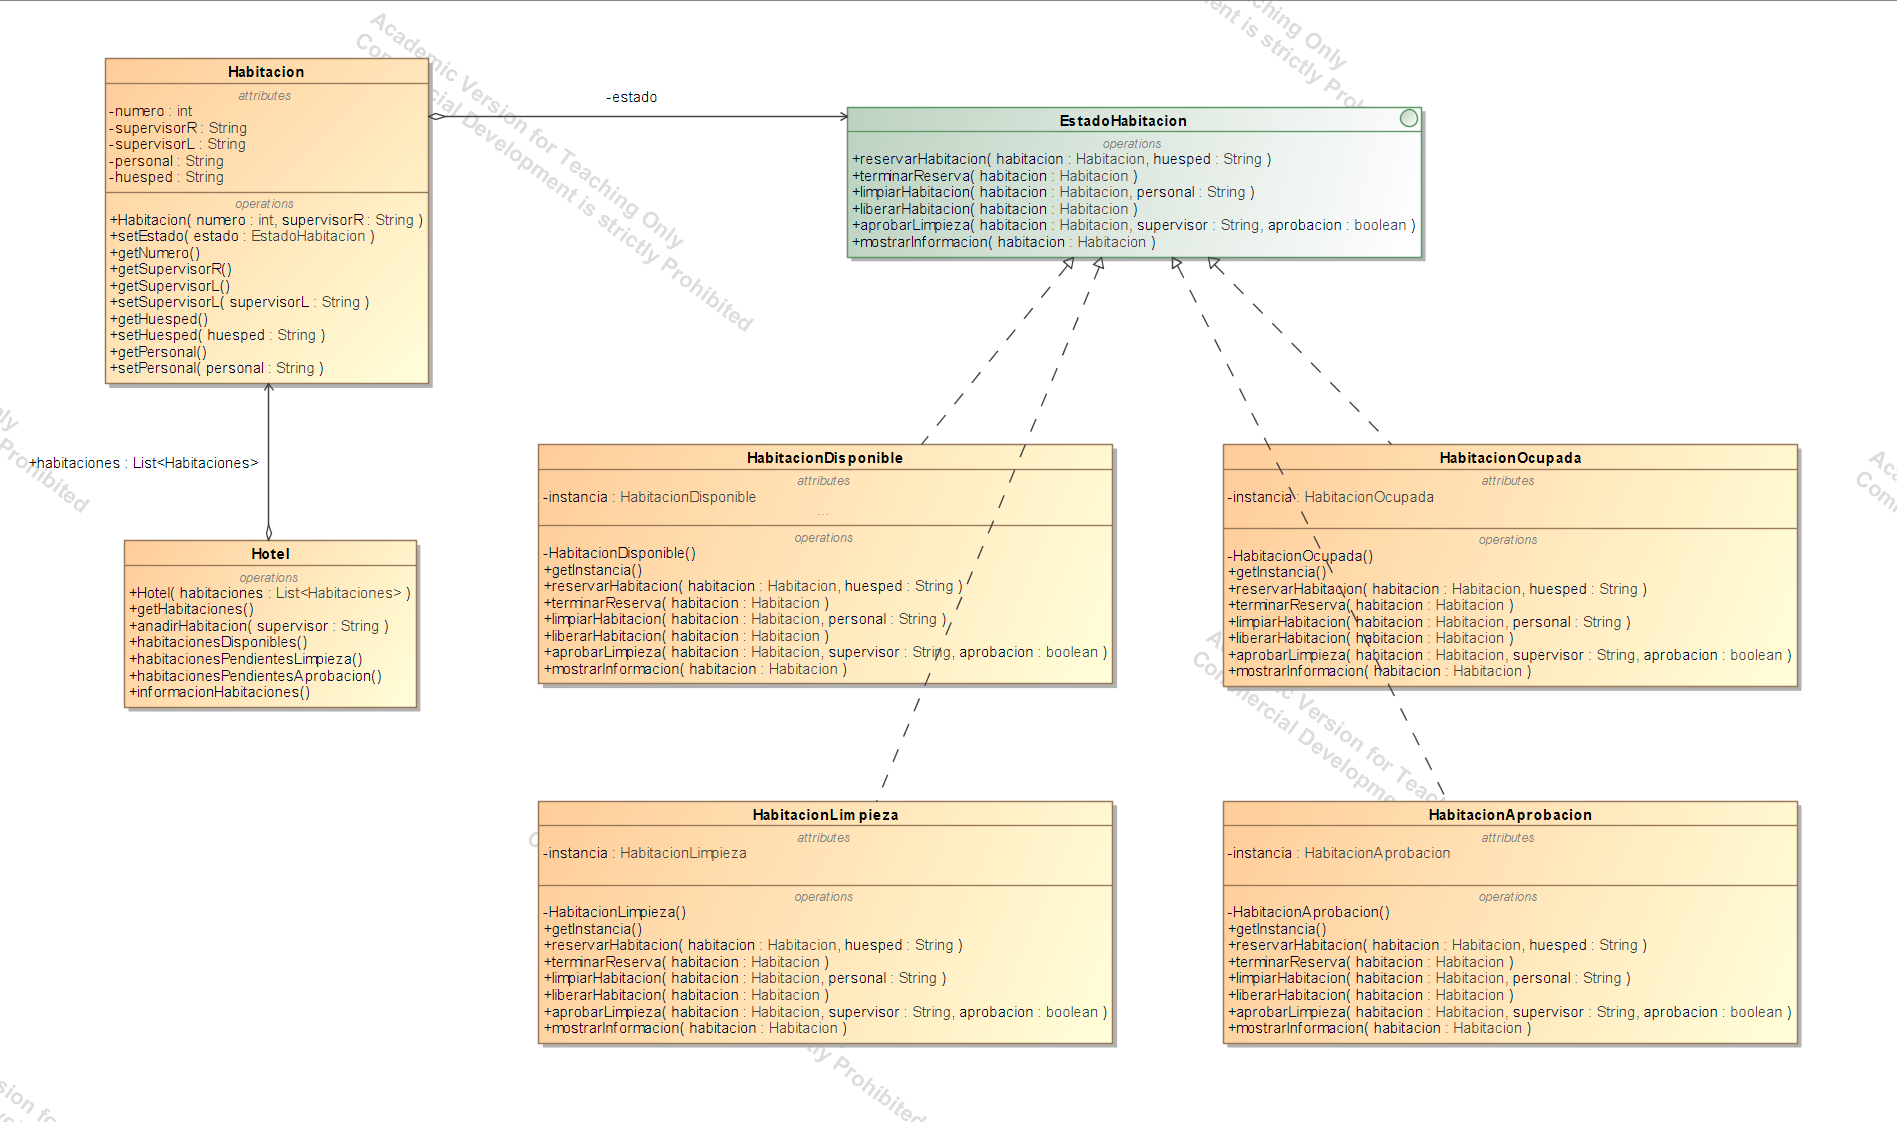 Habitacion
attributes
-numero : int
-supervisorR : String
-supervisorL : String
-personal : String
-huesped : String
operations
+Habitacion( numero : int, supervisorR : String )
+setEstado( estado : EstadoHabitacion )
+getNumero()
+getSupervisorR()
+getSupervisorL()
+setSupervisorL( supervisorL : String )
+getHuesped()
+setHuesped( huesped : String )
+getPersonal()
+setPersonal( personal : String )
-estado
EstadoHabitacion
operations
+reservarHabitacion( habitacion : Habitacion, huesped : String )
+terminarReserva( habitacion : Habitacion )
+limpiarHabitacion( habitacion : Habitacion, personal : String )
+liberarHabitacion( habitacion : Habitacion )
+aprobarLimpieza( habitacion : Habitacion, supervisor : String, aprobacion : boolean )
+mostrarInformacion( habitacion : Habitacion )
+habitaciones : List<Habitaciones>
Hotel
operations
+Hotel( habitaciones : List<Habitaciones> )
+getHabitaciones()
+anadirHabitacion( supervisor : String )
+habitacionesDisponibles()
+habitacionesPendientesLimpieza()
+habitacionesPendientesAprobacion()
+informacionHabitaciones()
HabitacionDisponible
attributes
-instancia : HabitacionDisponible
...
operations
-HabitacionDisponible()
+getInstancia()
+reservarHabitacion( habitacion : Habitacion, huesped : String )
+terminarReserva( habitacion : Habitacion )
+limpiarHabitacion( habitacion : Habitacion, personal : String )
+liberarHabitacion( habitacion : Habitacion )
+aprobarLimpieza( habitacion : Habitacion, supervisor : String, aprobacion : boolean )
+mostrarInformacion( habitacion : Habitacion )
HabitacionOcupada
attributes
-instancia : HabitacionOcupada
operations
-HabitacionOcupada()
+getInstancia()
+reservarHabitacion( habitacion : Habitacion, huesped : String )
+terminarReserva( habitacion : Habitacion )
+limpiarHabitacion( habitacion : Habitacion, personal : String )
+liberarHabitacion( habitacion : Habitacion )
+aprobarLimpieza( habitacion : Habitacion, supervisor : String, aprobacion : boolean )
+mostrarInformacion( habitacion : Habitacion )
HabitacionLimpieza
attributes
-instancia : HabitacionLimpieza
operations
-HabitacionLimpieza()
+getInstancia()
+reservarHabitacion( habitacion : Habitacion, huesped : String )
+terminarReserva( habitacion : Habitacion )
+limpiarHabitacion( habitacion : Habitacion, personal : String )
+liberarHabitacion( habitacion : Habitacion )
+aprobarLimpieza( habitacion : Habitacion, supervisor : String, aprobacion : boolean )
+mostrarInformacion( habitacion : Habitacion )
HabitacionAprobacion
attributes
-instancia : HabitacionAprobacion
operations
-HabitacionAprobacion()
+getInstancia()
+reservarHabitacion( habitacion : Habitacion, huesped : String )
+terminarReserva( habitacion : Habitacion )
+limpiarHabitacion( habitacion : Habitacion, personal : String )
+liberarHabitacion( habitacion : Habitacion )
+aprobarLimpieza( habitacion : Habitacion, supervisor : String, aprobacion : boolean )
+mostrarInformacion( habitacion : Habitacion )
Academic Version for Teaching Only
Commercial Development is strictly Prohibited